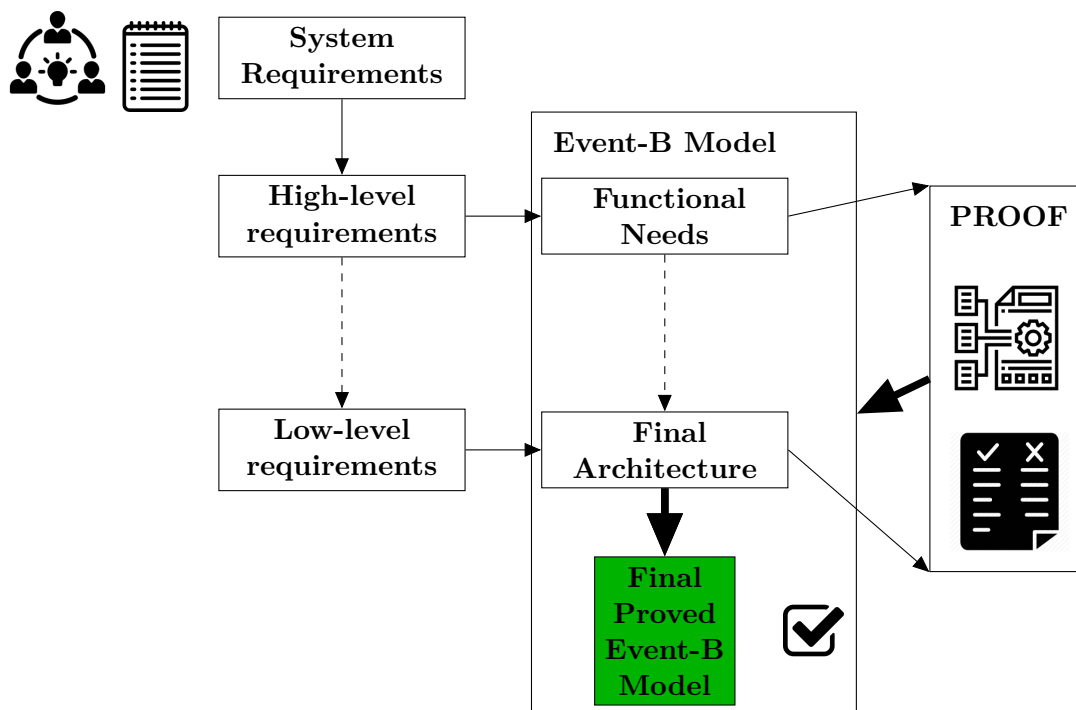 System
Requirements
Event-B Model
High-level
requirements
Functional
Needs
PROOF
Low-level
requirements
Final
Architecture
Final
Proved
Event-B
Model